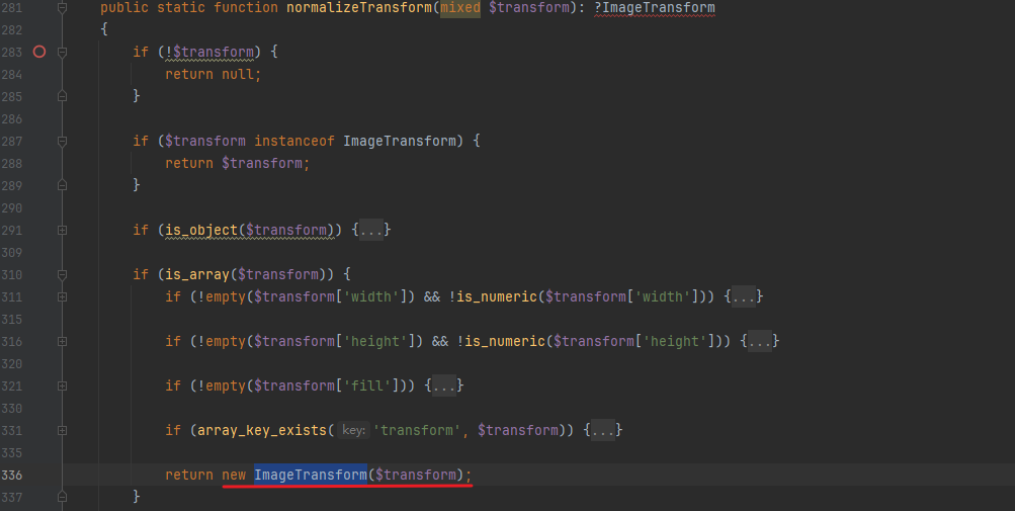 281 public static function normalizeTransform(mixed $transform): ?ImageTransform
282 {
283 if (!$transform) {
284 return null;
285 }
286
287 if ($transform instanceof ImageTransform) {
288 return $transform;
289 }
290
291 if (is_object($transform)) {...}
309
310 if (is_array($transform)) {
311 if (!empty($transform['width']) && !is_numeric($transform['width'])) {...}
315
316 if (!empty($transform['height']) && !is_numeric($transform['height'])) {...}
320
321 if (!empty($transform['fill'])) {...}
330
331 if (array_key_exists( key: 'transform', $transform)) {...}
335
336 return new ImageTransform($transform);
337 }